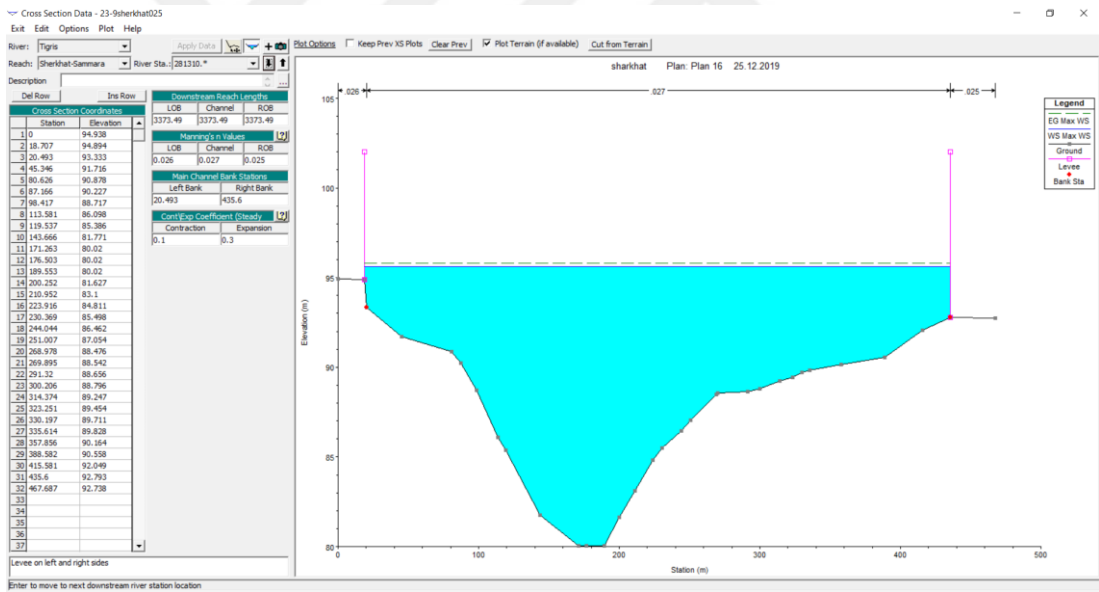 Cross Section Data - 23-9sherkhat025
Exit Edit Options Plot Help
River: Tigris Apply Data Plot Options Keep Prev XS Plots Clear Prev Plot Terrain (if available) Cut from Terrain
Reach: Sherkhat-Sammara River Sta.: 281310.*
Description ...
Del Row Ins Row
Cross Section Coordinates
Station Elevation
1 0 94.938
2 18.707 94.894
3 20.493 93.333
4 45.346 91.716
5 80.626 90.878
6 87.166 90.227
7 98.417 88.717
8 113.581 86.098
9 119.537 85.386
10 143.666 81.771
11 171.263 80.02
12 176.503 80.02
13 189.553 80.02
14 200.252 81.627
15 210.952 83.1
16 223.916 84.811
17 230.369 85.498
18 244.044 86.462
19 251.007 87.054
20 268.978 88.476
21 269.895 88.542
22 291.32 88.656
23 300.206 88.796
24 314.374 89.247
25 323.251 89.454
26 330.197 89.711
27 335.614 89.828
28 357.856 90.164
29 388.582 90.558
30 415.581 92.049
31 435.6 92.793
32 467.687 92.738
33
34
35
36
37
Downstream Reach Lengths
LOB Channel ROB
3373.49 3373.49 3373.49
Manning's n Values
LOB Channel ROB
0.026 0.027 0.025
Main Channel Bank Stations
Left Bank Right Bank
20.493 435.6
Cont\Exp Coefficient (Steady
Contraction Expansion
0.1 0.3
Levee on left and right sides
Enter to move to next downstream river station location
sharkhat Plan: Plan 16 25.12.2019
.026 .027 .025
105
100
95
90
85
80
Elevation (m)
0 100 200 300 400 500
Station (m)
Legend
EG Max WS
WS Max WS
Ground
Levee
Bank Sta